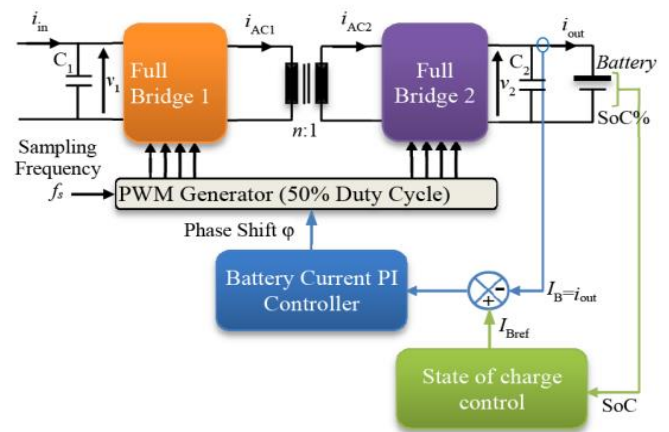 i_in
i_AC1
i_AC2
i_out
C_1
v_1
Full
Bridge 1
n:1
Full
Bridge 2
v_2
C_2
Battery
SoC%
Sampling
Frequency
f_s
PWM Generator (50% Duty Cycle)
Phase Shift φ
Battery Current PI
Controller
-
+
I_B=i_out
I_Bref
State of charge
control
SoC